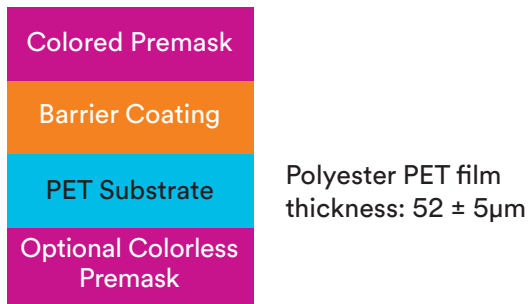 Colored Premask
Barrier Coating
PET Substrate
Polyester PET film
thickness: 52 ± 5μm
Optional Colorless
Premask